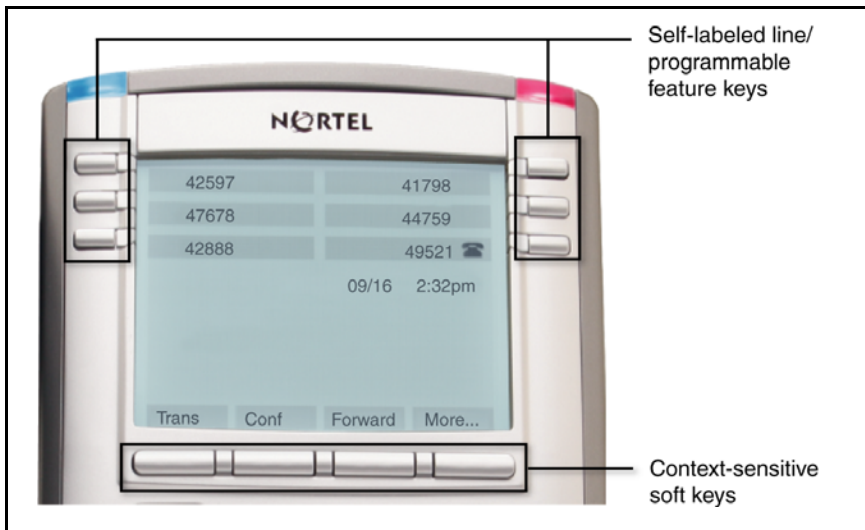 Self-labeled line/
programmable
feature keys
NORTEL
42597 41798
47678 44759
42888 49521
09/16 2:32pm
Trans Conf Forward More...
Context-sensitive
soft keys